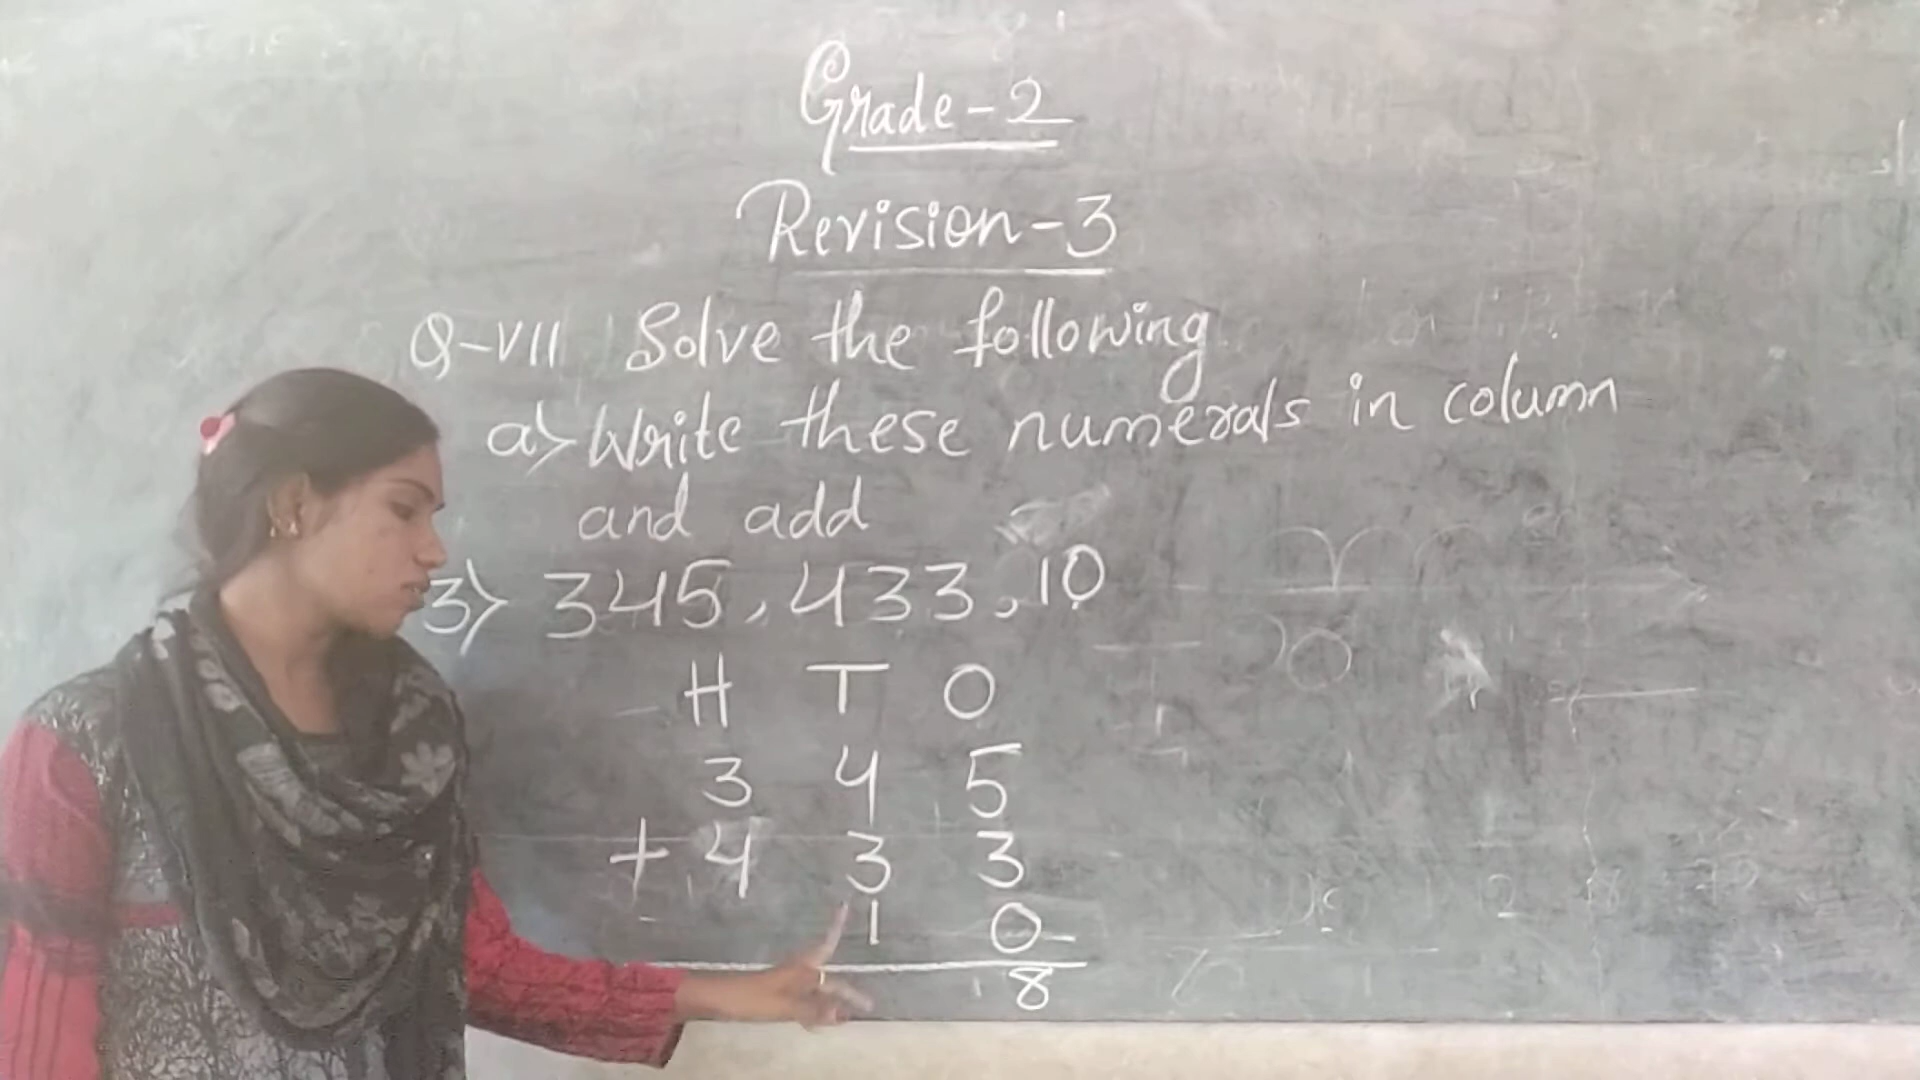 Grade-2
Revision-3
Q-VII Solve the following
a> Write these numerals in column
and add
3> 345, 433, 10
H T O
3 4 5
+ 4 3 3
1 0
8